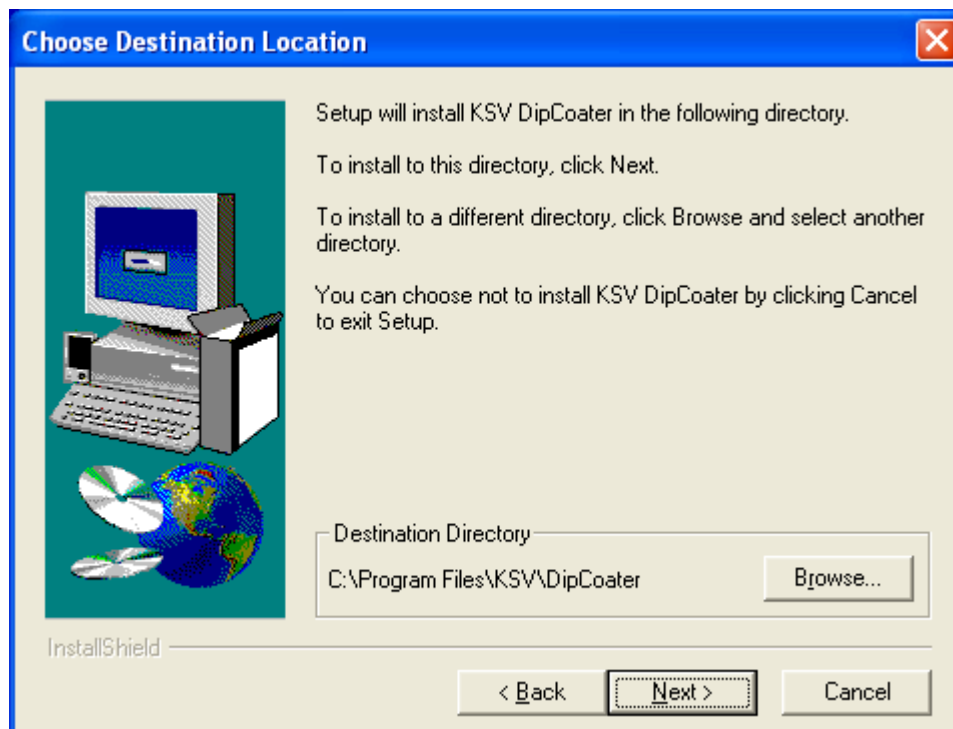 Choose Destination Location
Setup will install KSV DipCoater in the following directory.
To install to this directory, click Next.
To install to a different directory, click Browse and select another
directory.
You can choose not to install KSV DipCoater by clicking Cancel
to exit Setup.
Destination Directory
C:\Program Files\KSV\DipCoater
Browse...
InstallShield
< Back
Next >
Cancel